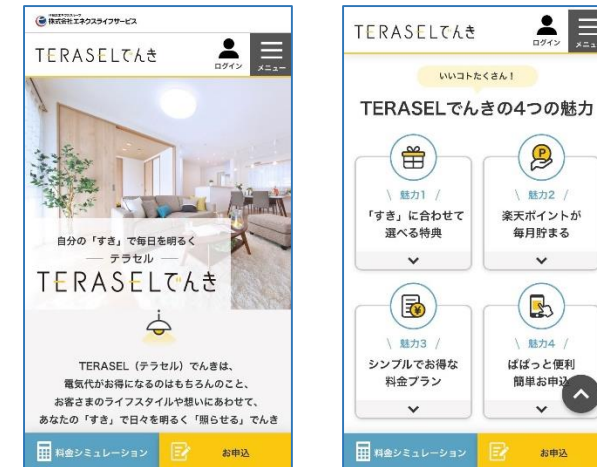 株式会社エネクスライフサービス
TERASELでんき
ログイン
メニュー
自分の「すき」で毎日を明るく
テラセル
TERASELでんき
TERASEL（テラセル）でんきは、
電気代がお得になるのはもちろんのこと、
お客さまのライフスタイルや想いにあわせて、
あなたの「すき」で日々を明るく「照らせる」でんき
料金シミュレーション
お申込
TERASELでんき
ログイン
メニュー
いいコトたくさん！
TERASELでんきの4つの魅力
\ 魅力1 /
「すき」に合わせて
選べる特典
\ 魅力2 /
楽天ポイントが
毎月貯まる
\ 魅力3 /
シンプルでお得な
料金プラン
\ 魅力4 /
ぱぱっと便利
簡単お申込
料金シミュレーション
お申込